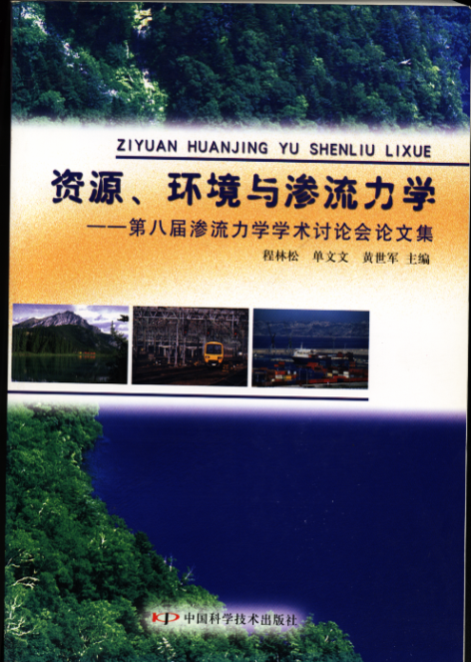 ZIYUAN HUANJING YU SHENLIU LIXUE
资源、环境与渗流力学
——第八届渗流力学学术讨论会论文集
程林松 单文文 黄世军 主编
中国科学技术出版社